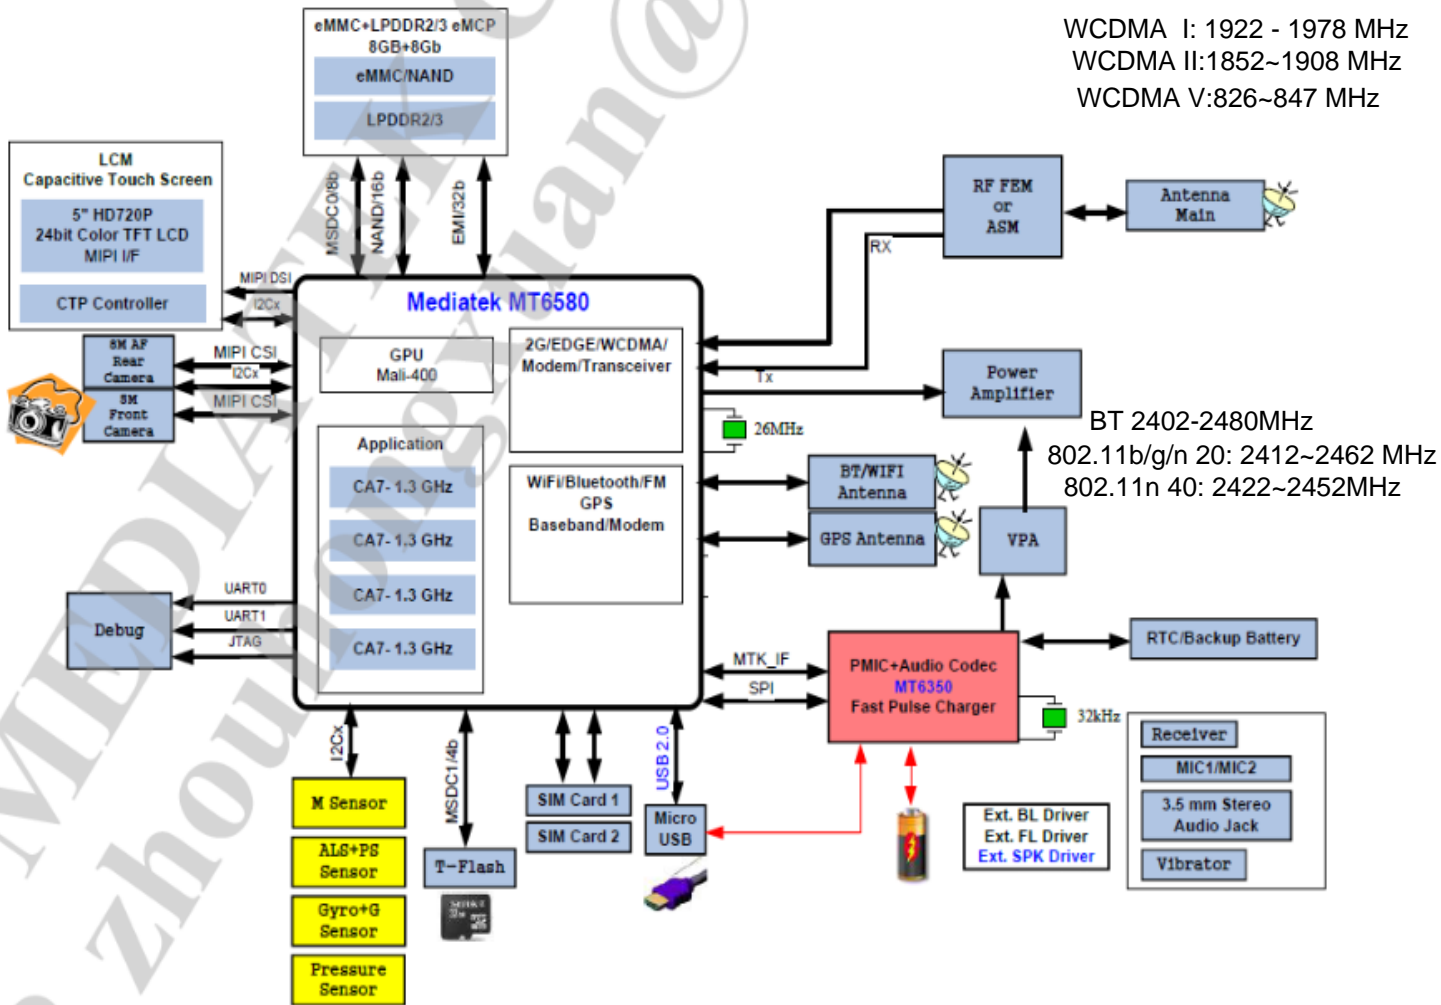 eMMC+LPDDR2/3 eMCP
8GB+8Gb
eMMC/NAND
LPDDR2/3
WCDMA I: 1922 - 1978 MHz
WCDMA II:1852~1908 MHz
WCDMA V:826~847 MHz
LCM
Capacitive Touch Screen
5" HD720P
24bit Color TFT LCD
MIPI I/F
CTP Controller
MSDC0/8b
NAND/16b
EMI/32b
RF FEM
or
ASM
Antenna
Main
RX
MIPI DSI
I2Cx
Mediatek MT6580
8M AF
Rear
Camera
MIPI CSI
I2Cx
5M
Front
Camera
MIPI CSI
GPU
Mali-400
2G/EDGE/WCDMA/
Modem/Transceiver
Tx
Power
Amplifier
26MHz
BT 2402-2480MHz
802.11b/g/n 20: 2412~2462 MHz
802.11n 40: 2422~2452MHz
Application
CA7- 1.3 GHz
CA7- 1.3 GHz
CA7- 1.3 GHz
CA7- 1.3 GHz
WiFi/Bluetooth/FM
GPS
Baseband/Modem
BT/WIFI
Antenna
GPS Antenna
VPA
Debug
UART0
UART1
JTAG
MTK_IF
SPI
PMIC+Audio Codec
MT6350
Fast Pulse Charger
RTC/Backup Battery
32kHz
I2Cx
MSDC1/4b
USB 2.0
M Sensor
ALS+PS
Sensor
Gyro+G
Sensor
Pressure
Sensor
T-Flash
SIM Card 1
SIM Card 2
Micro
USB
Ext. BL Driver
Ext. FL Driver
Ext. SPK Driver
Receiver
MIC1/MIC2
3.5 mm Stereo
Audio Jack
Vibrator
MEDIATEK
zhouhongxuan@